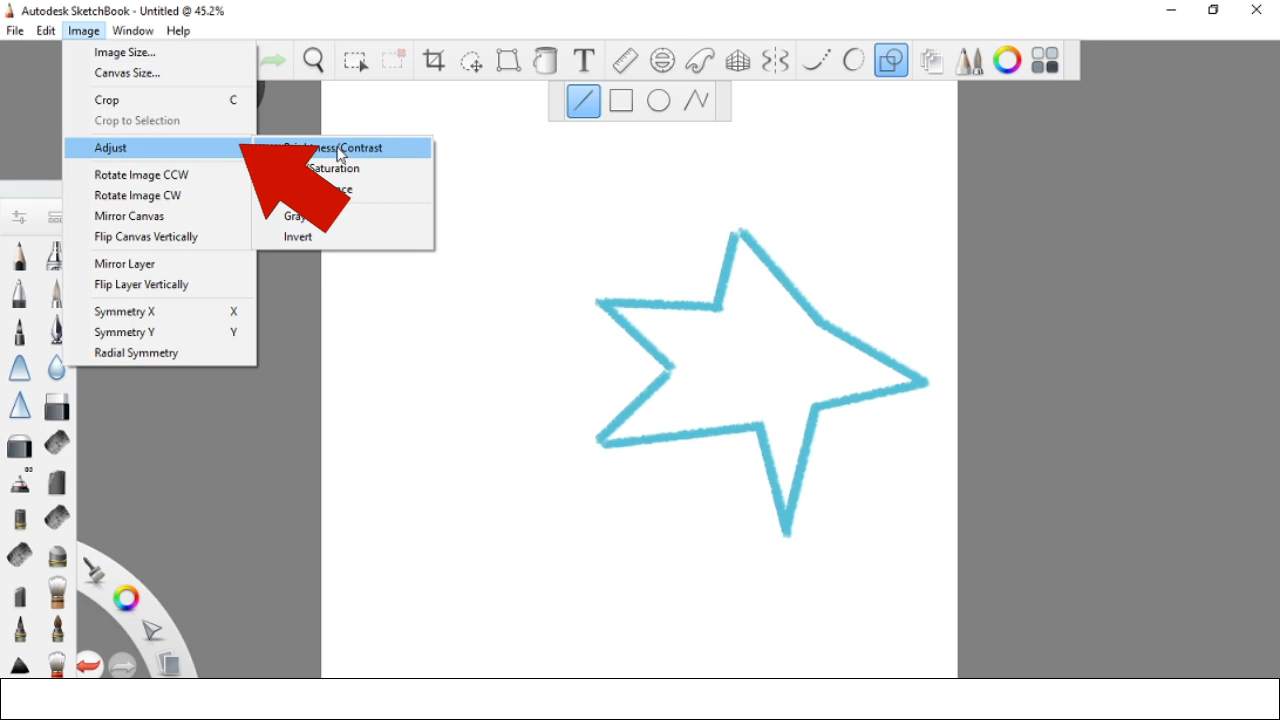 Autodesk SketchBook - Untitled @ 45.2%
File Edit Image Window Help
Image Size...
Canvas Size...
Crop C
Crop to Selection
Adjust
Rotate Image CCW
Rotate Image CW
Mirror Canvas
Flip Canvas Vertically
Mirror Layer
Flip Layer Vertically
Symmetry X X
Symmetry Y Y
Radial Symmetry
Contrast
Saturation
Invert
T